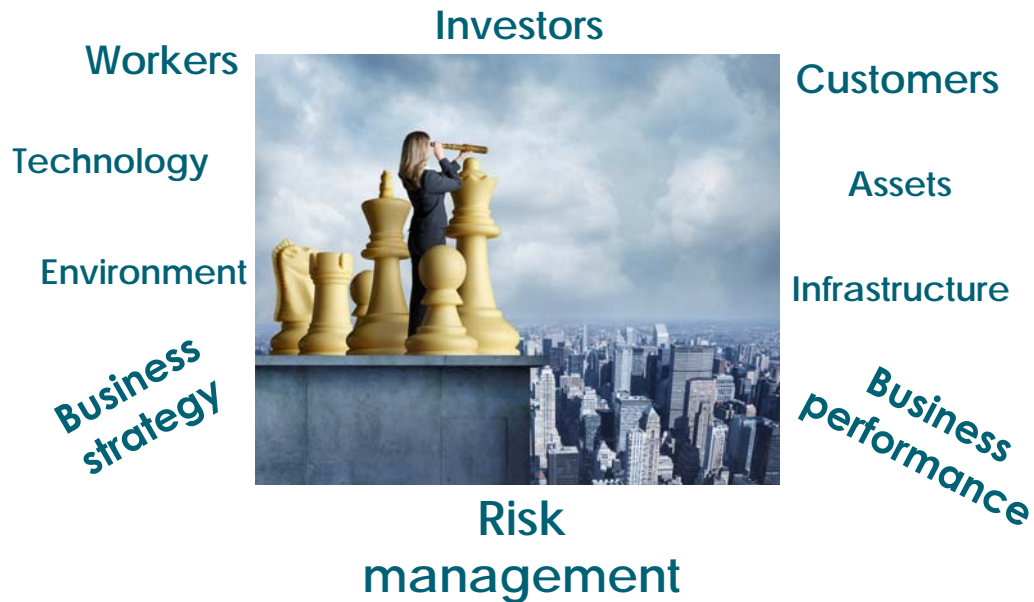 Investors
Workers
Customers
Technology
Assets
Environment
Infrastructure
Business
strategy
Business
performance
Risk
management